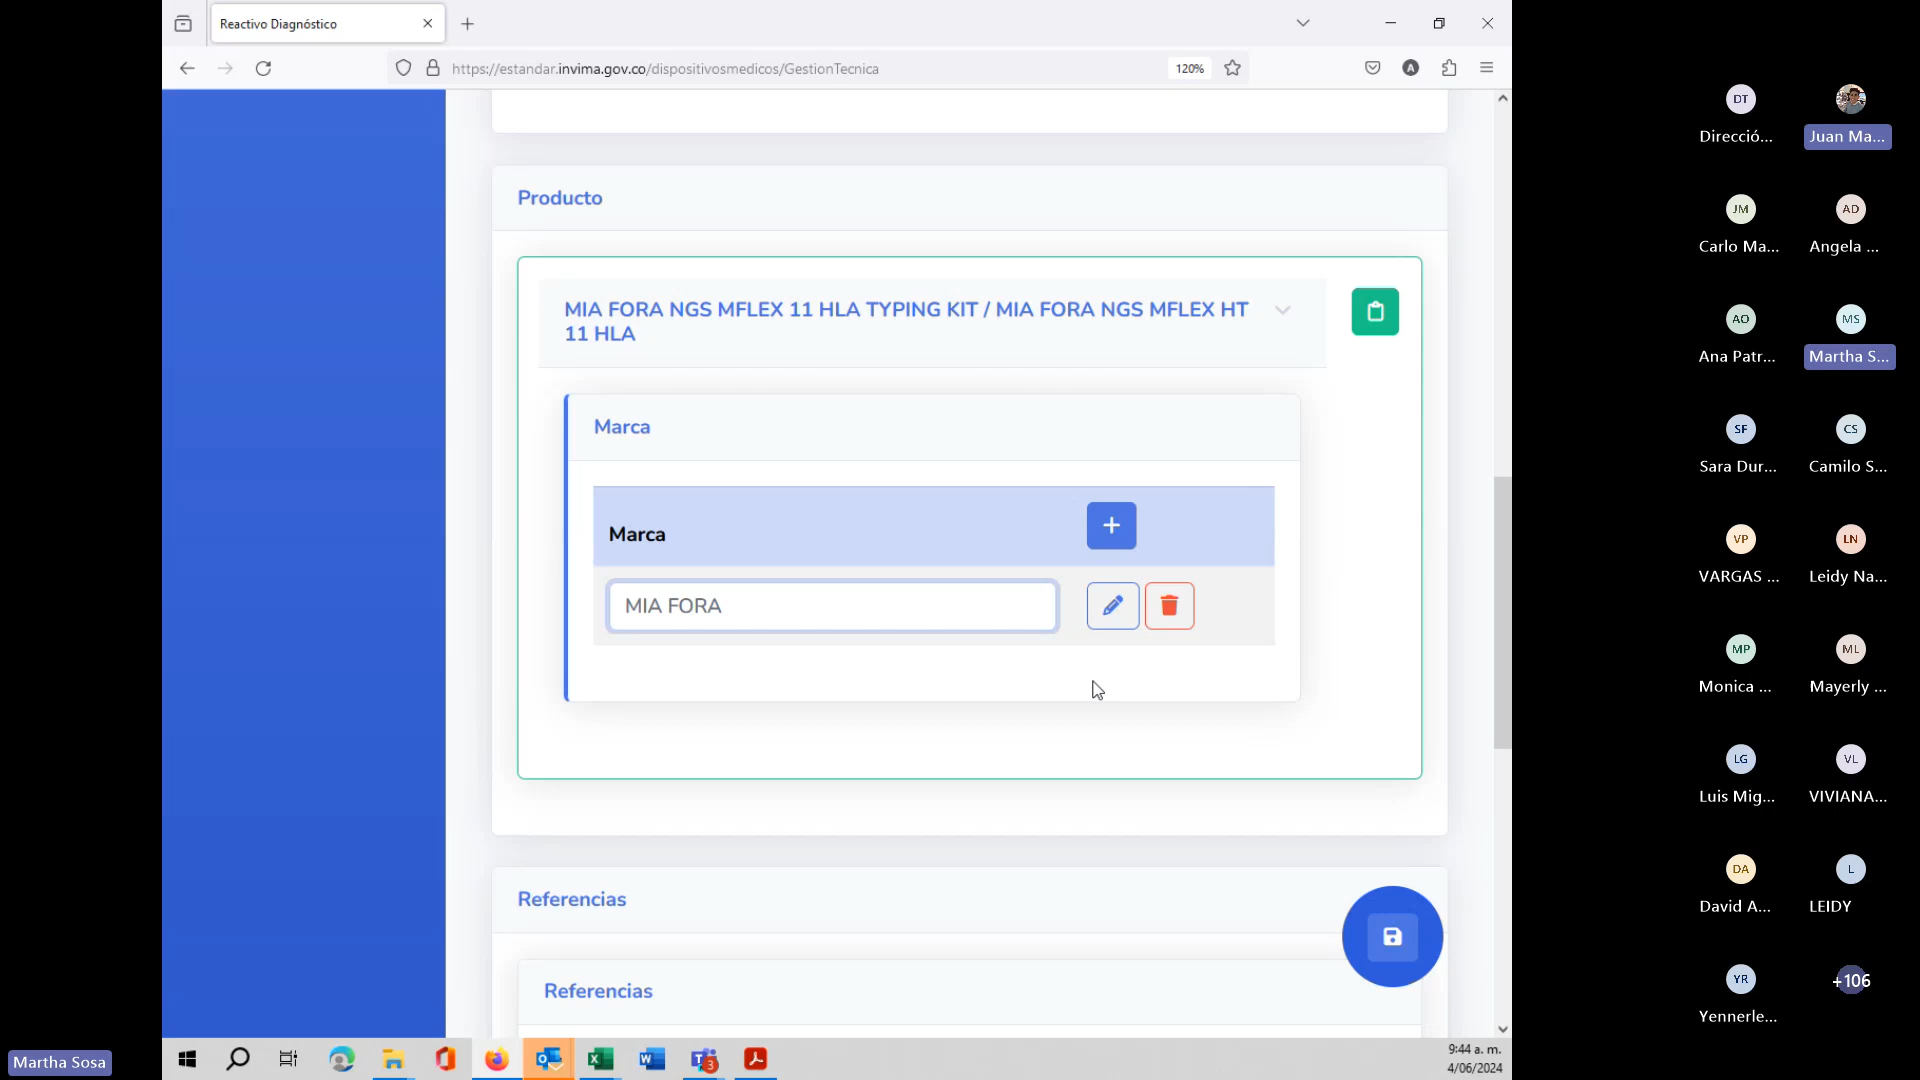 Reactivo Diagnóstico
https://estandar.invima.gov.co/dispositivosmedicos/GestionTecnica
120%
A
Producto
MIA FORA NGS MFLEX 11 HLA TYPING KIT / MIA FORA NGS MFLEX HT
11 HLA
Marca
Marca
MIA FORA
Referencias
Referencias
9:44 a. m.
4/06/2024
3
Martha Sosa
DT
Direcció...
Juan Ma...
JM
Carlo Ma...
AD
Angela ...
AO
Ana Patr...
MS
Martha S...
SF
Sara Dur...
CS
Camilo S...
VP
VARGAS ...
LN
Leidy Na...
MP
Monica ...
ML
Mayerly ...
LG
Luis Mig...
VL
VIVIANA...
DA
David A...
L
LEIDY
YR
Yennerle...
+106